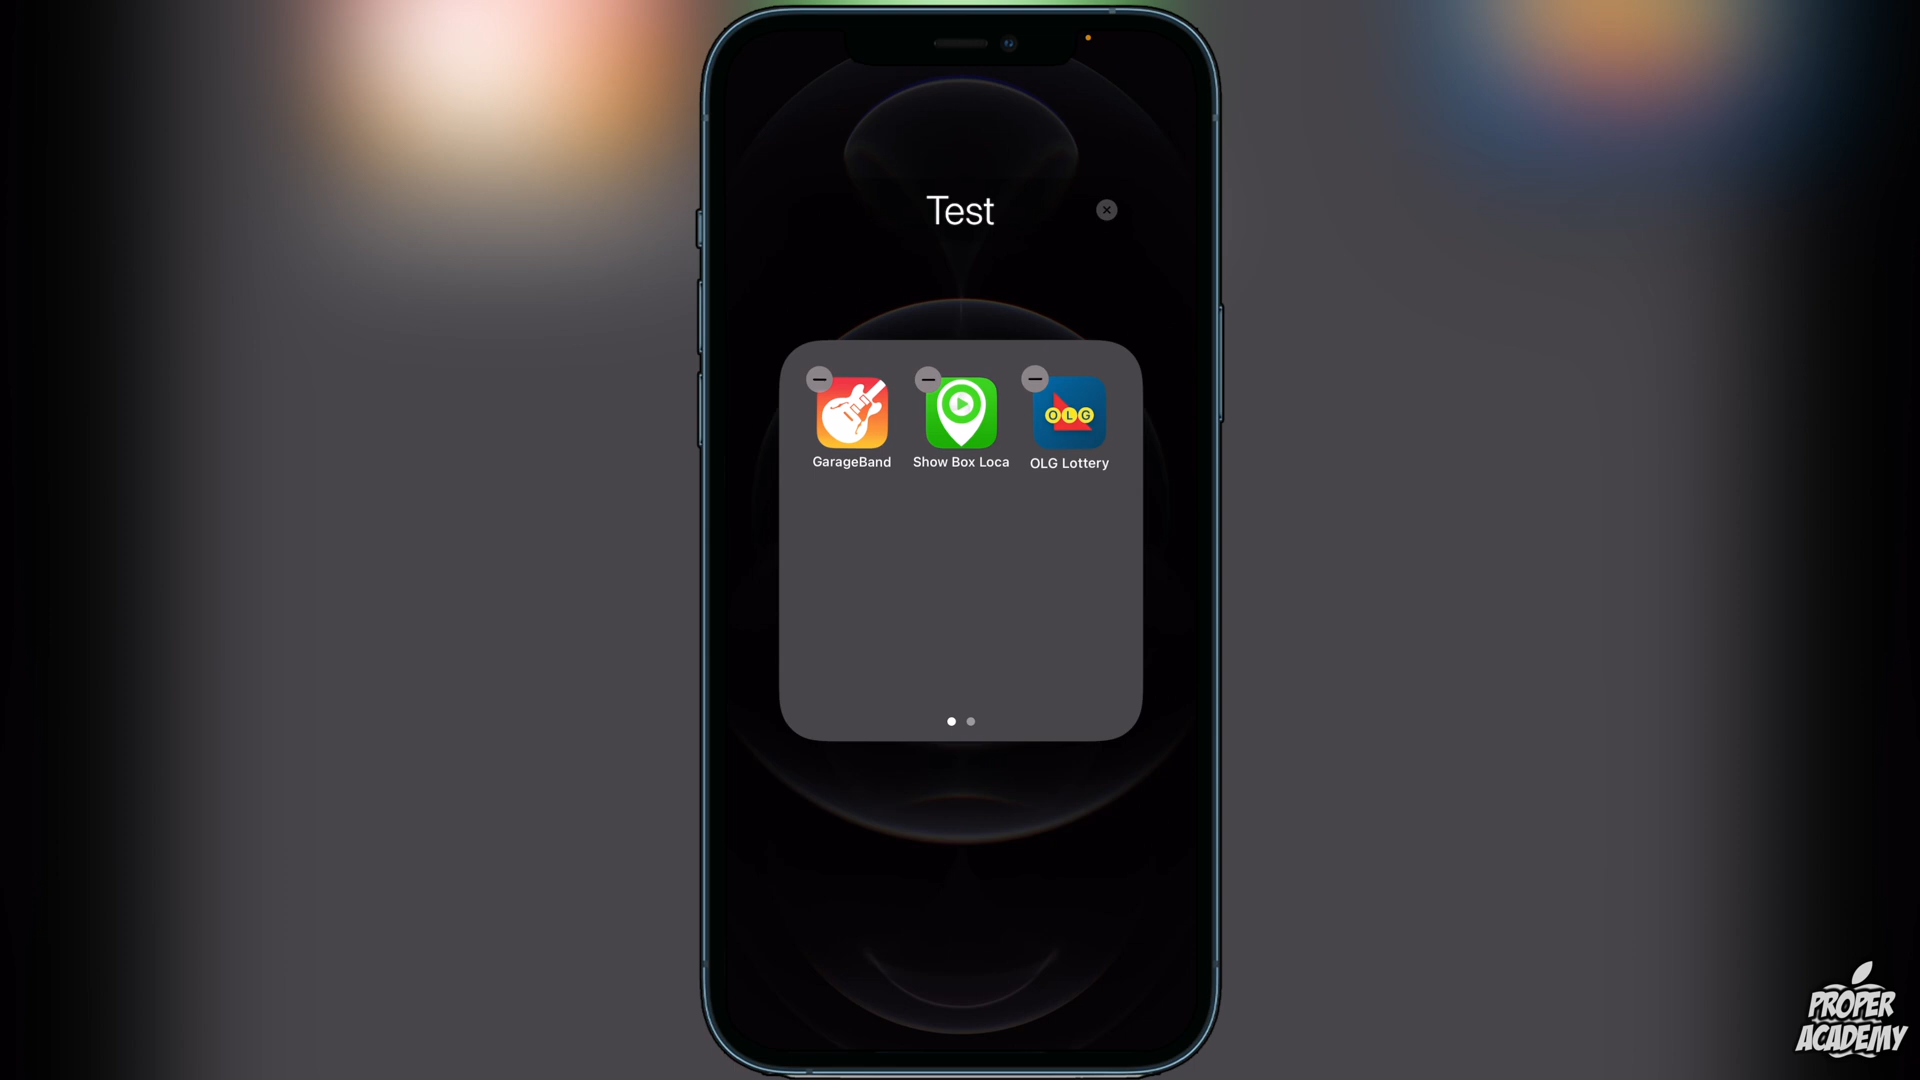 Test
GarageBand
Show Box Loca
OLG
OLG Lottery
PROPER
ACADEMY